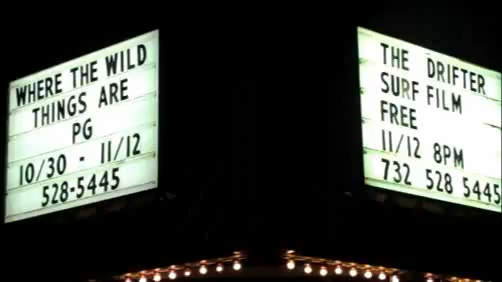 WHERE THE WILD
THINGS ARE
PG
10/30 - 11/12
528-5445
THE DRIFTER
SURF FILM
FREE
11/12 8PM
732 528 5445